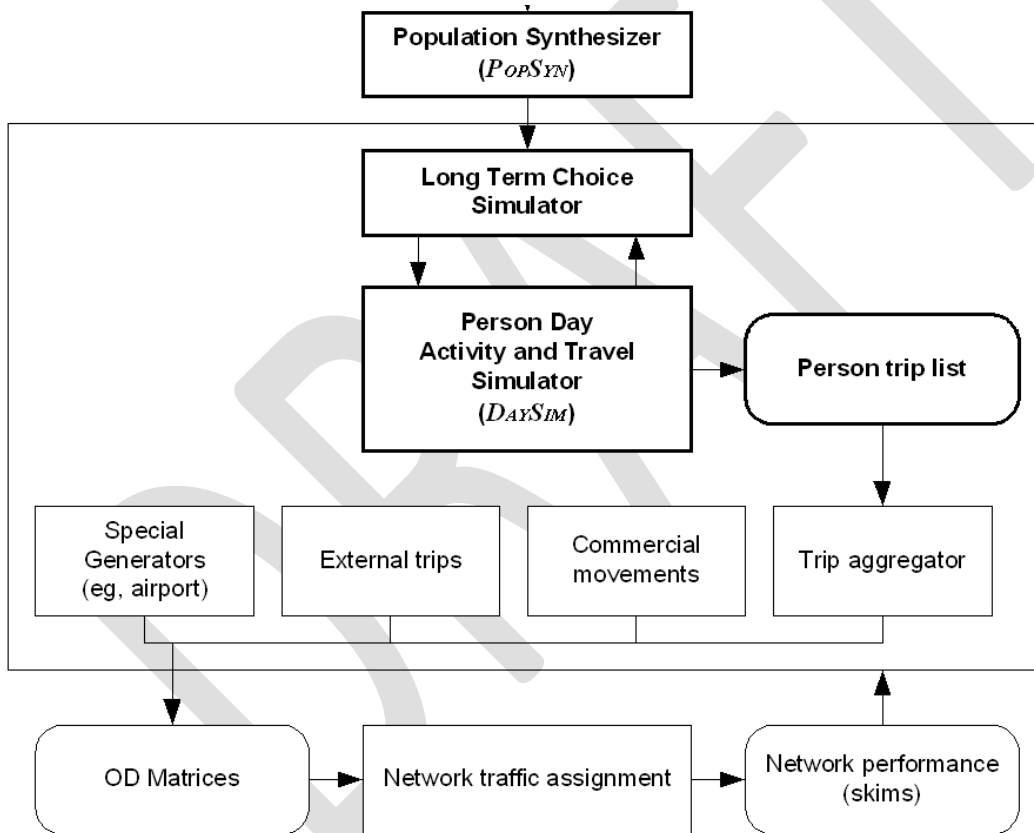 Population Synthesizer
(POPSYN)
Long Term Choice
Simulator
Person Day
Activity and Travel
Simulator
(DAYSIM)
Person trip list
Special
Generators
(eg, airport)
External trips
Commercial
movements
Trip aggregator
OD Matrices
Network traffic assignment
Network performance
(skims)
DRAFT